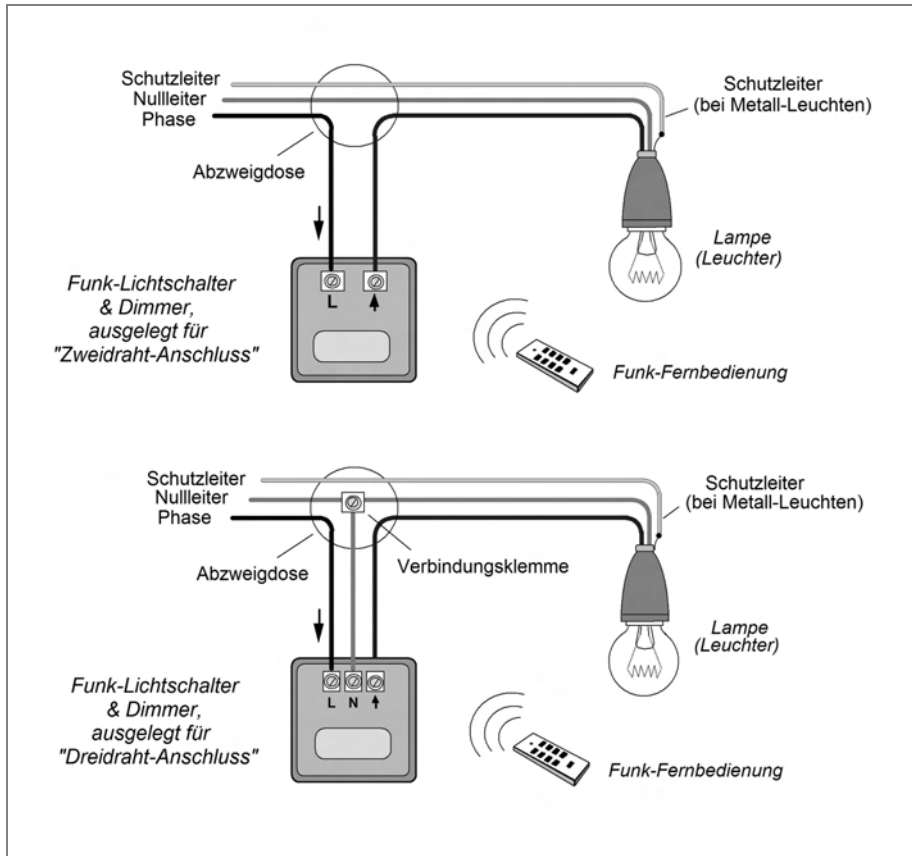 Schutzleiter
Nullleiter
Phase
Schutzleiter
(bei Metall-Leuchten)
Abzweigdose
Lampe
(Leuchter)
Funk-Lichtschalter
& Dimmer,
ausgelegt für
"Zweidraht-Anschluss"
L
Funk-Fernbedienung
Schutzleiter
Nullleiter
Phase
Schutzleiter
(bei Metall-Leuchten)
Abzweigdose
Verbindungsklemme
Lampe
(Leuchter)
Funk-Lichtschalter
& Dimmer,
ausgelegt für
"Dreidraht-Anschluss"
L N
Funk-Fernbedienung